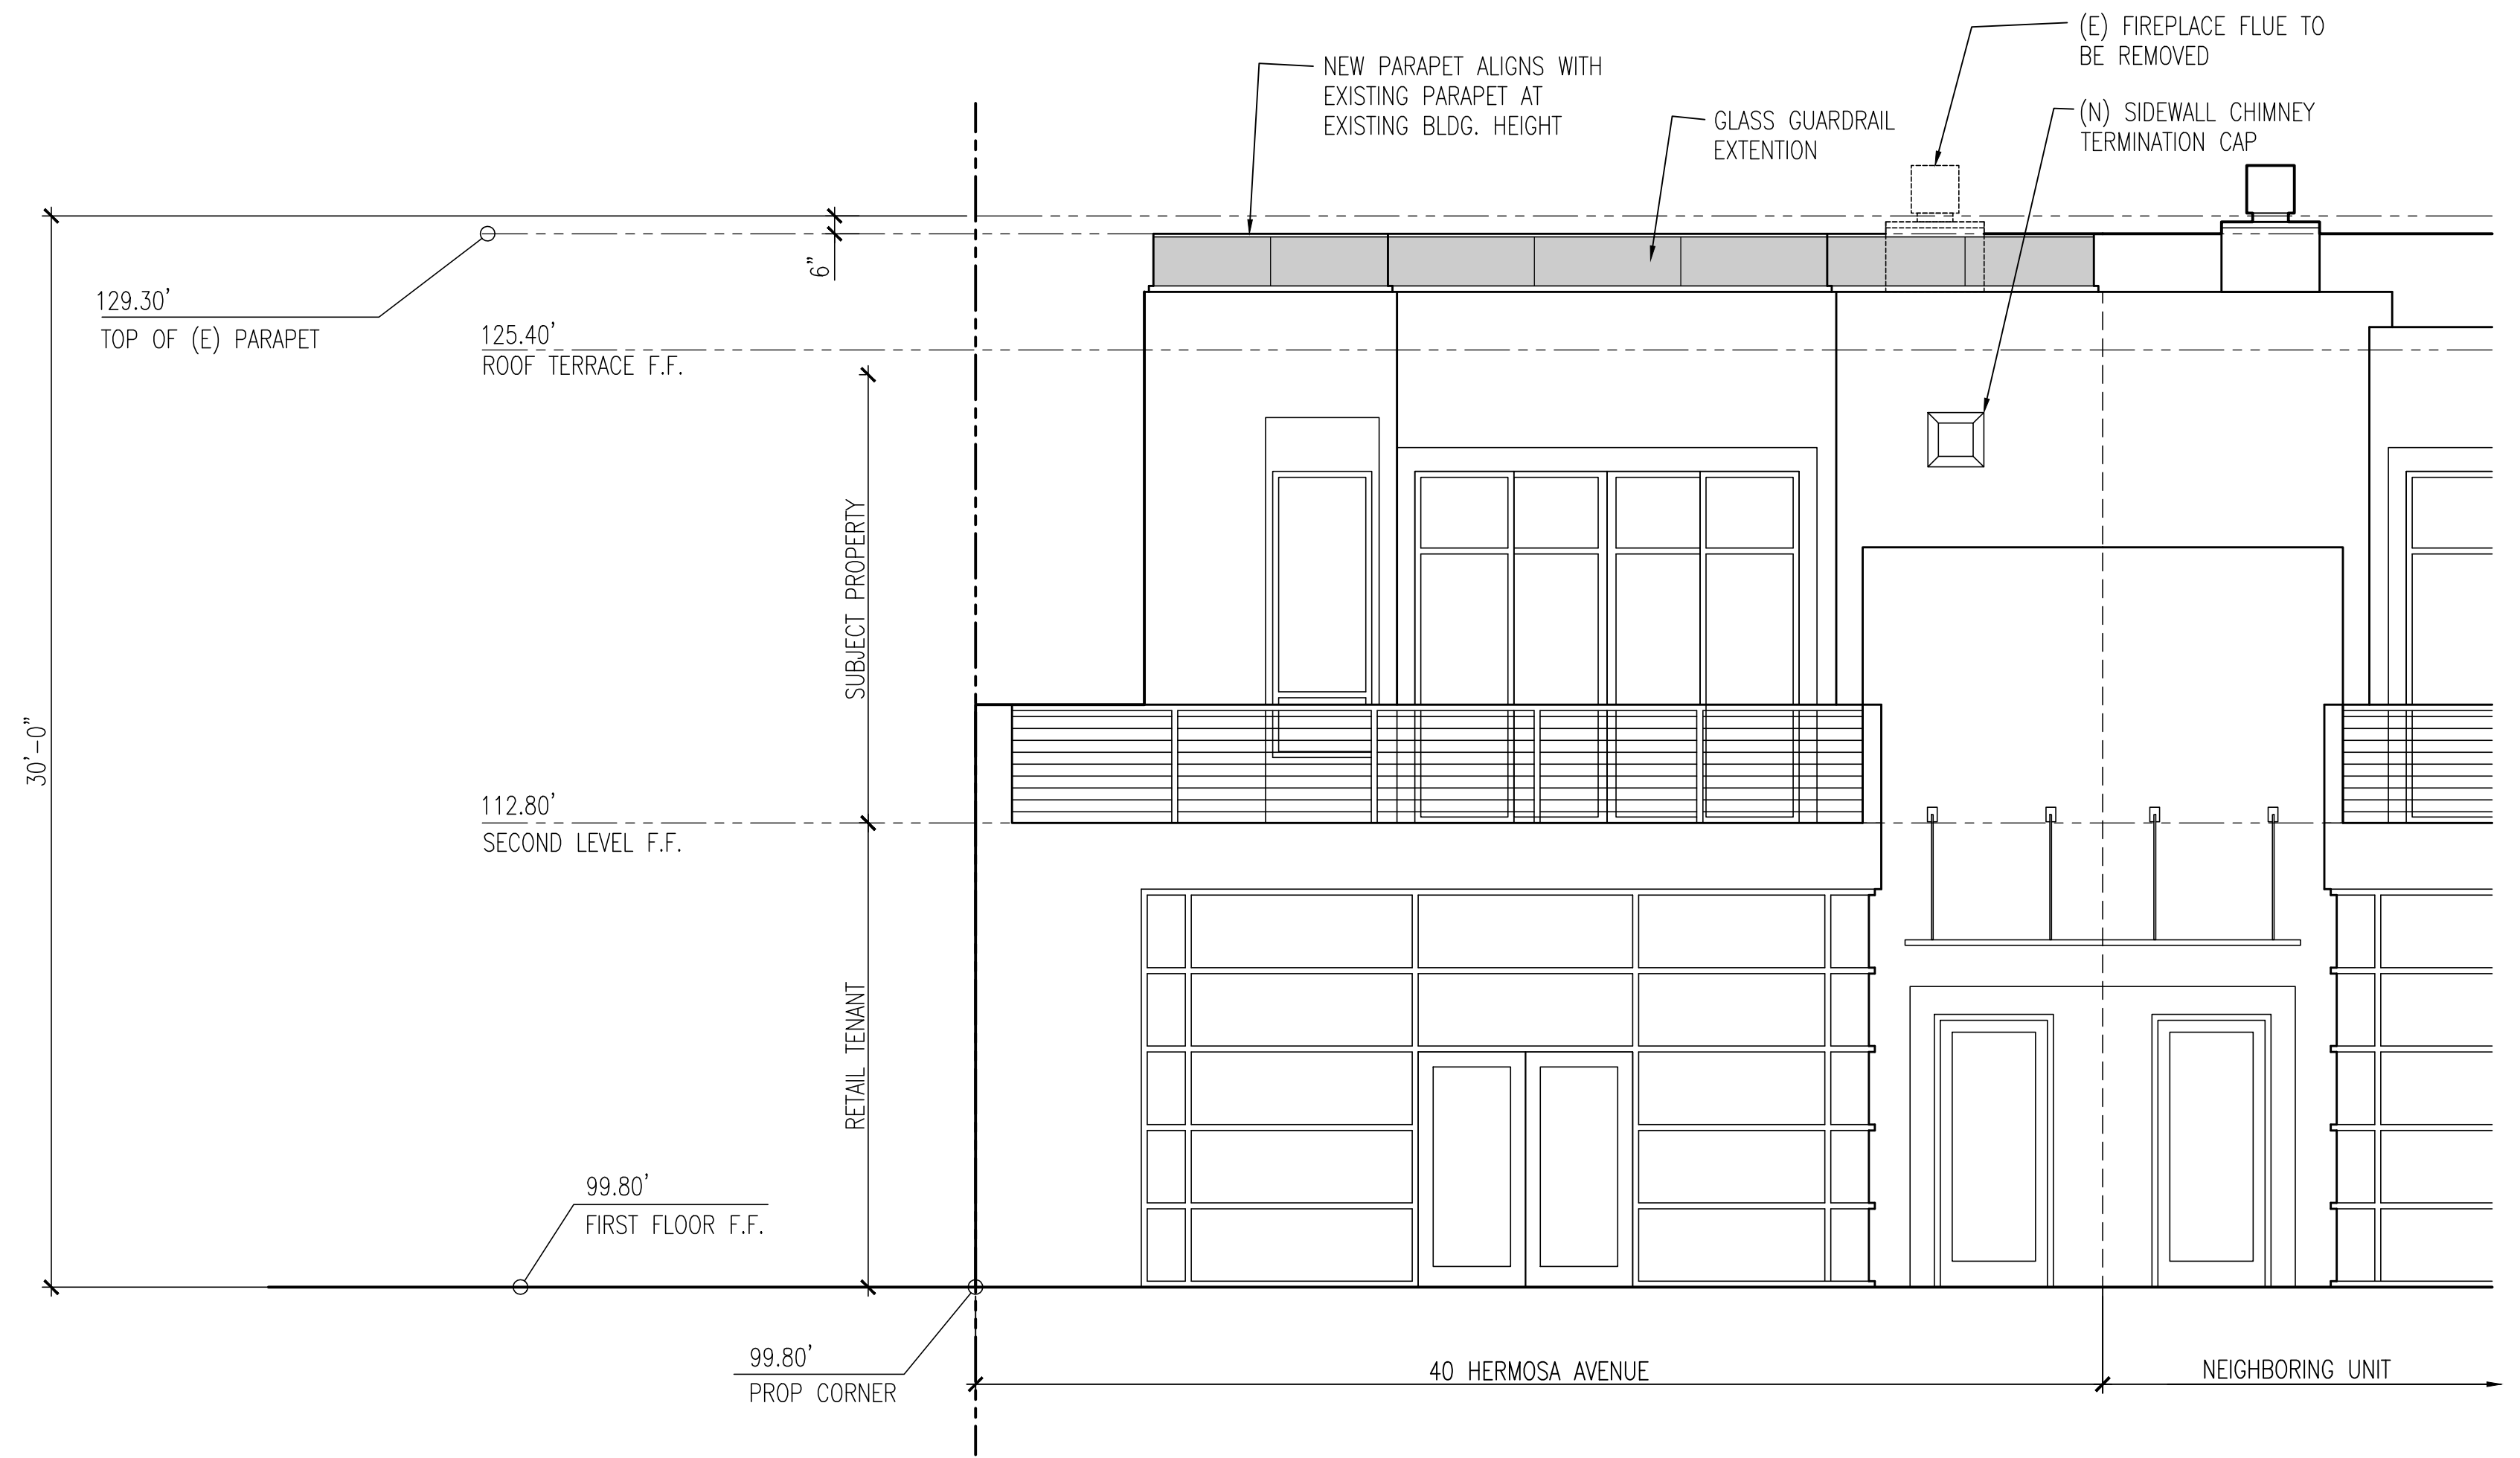 (E) FIREPLACE FLUE TO
BE REMOVED
NEW PARAPET ALIGNS WITH
EXISTING PARAPET AT
EXISTING BLDG. HEIGHT
GLASS GUARDRAIL
EXTENTION
(N) SIDEWALL CHIMNEY
TERMINATION CAP
6"
129.30'
TOP OF (E) PARAPET
125.40'
ROOF TERRACE F.F.
SUBJECT PROPERTY
30'-0"
112.80'
SECOND LEVEL F.F.
RETAIL TENANT
99.80'
FIRST FLOOR F.F.
99.80'
PROP CORNER
40 HERMOSA AVENUE
NEIGHBORING UNIT